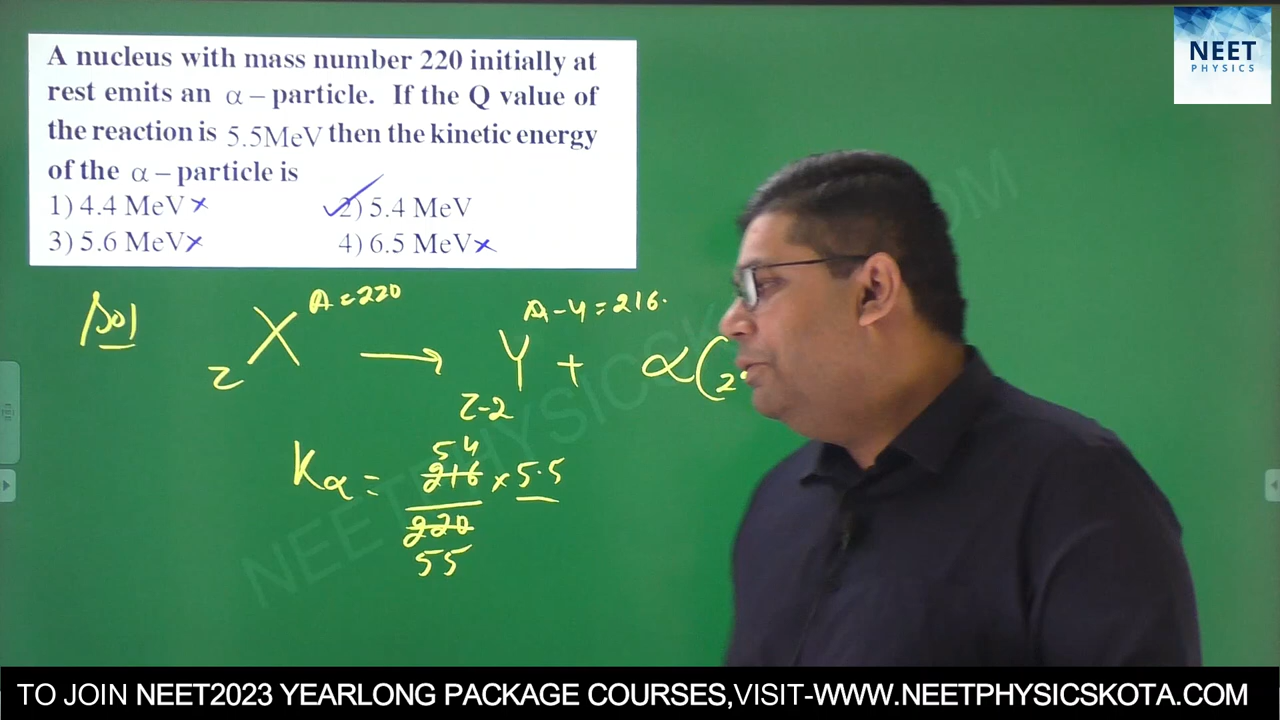 NEET
PHYSICS
A nucleus with mass number 220 initially at
rest emits an α – particle. If the Q value of
the reaction is 5.5MeV then the kinetic energy
of the α – particle is
1) 4.4 MeV ×
2) 5.4 MeV
3) 5.6 MeV ×
4) 6.5 MeV ×
Sol
A = 220
A-4 = 216.
X → Y + α (2
Z
Z-2
54
Kα = 216 × 5.5
220
55
NEETPHYSICSKOTA.COM
TO JOIN NEET2023 YEARLONG PACKAGE COURSES,VISIT-WWW.NEETPHYSICSKOTA.COM